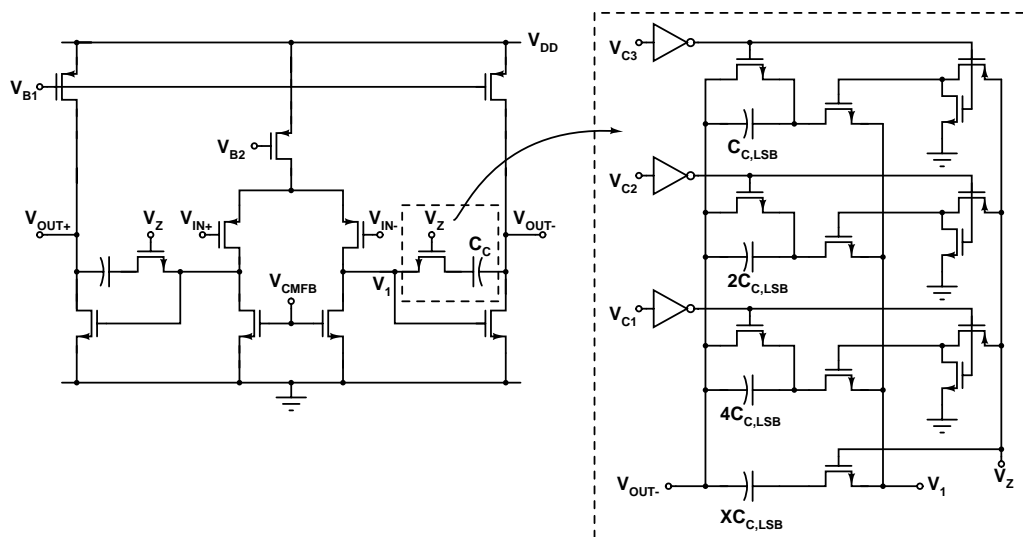 V_DD
V_B1
V_B2
V_OUT+
V_Z
V_IN+
V_IN-
V_Z
V_OUT-
C_C
V_1
V_CMFB
V_C3
C_C,LSB
V_C2
2C_C,LSB
V_C1
4C_C,LSB
V_OUT-
XC_C,LSB
V_1
V_Z